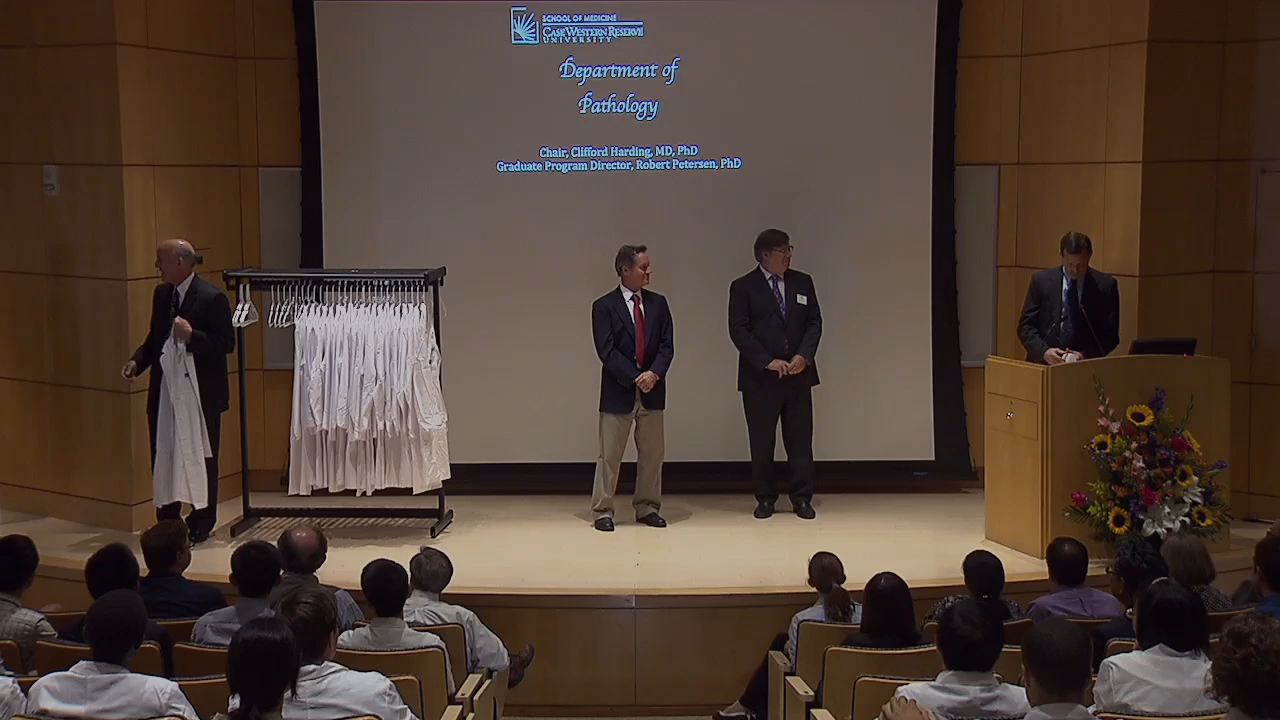 SCHOOL OF MEDICINE
CASE WESTERN RESERVE
UNIVERSITY
Department of
Pathology
Chair, Clifford Harding, MD, PhD
Graduate Program Director, Robert Petersen, PhD